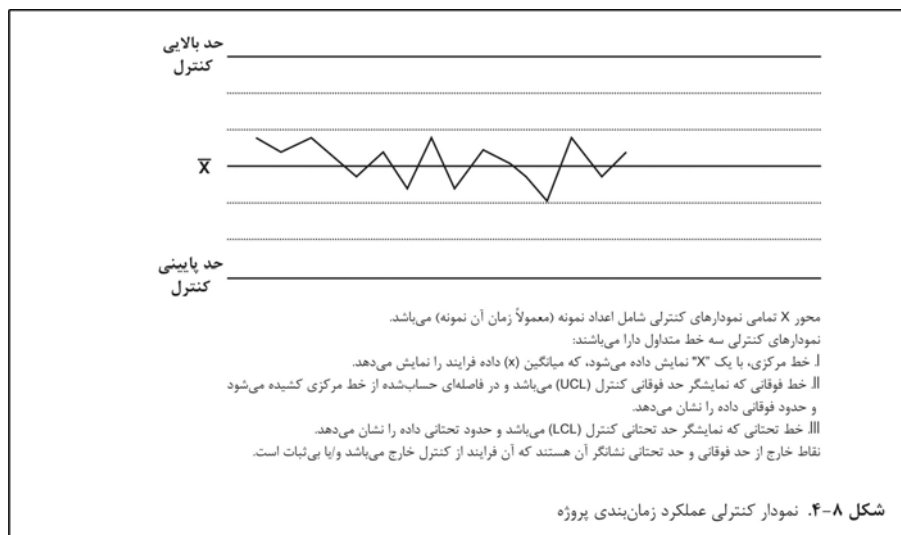 حد بالایی
کنترل
X̅
حد پایینی
کنترل
محور X تمامی نمودارهای کنترلی شامل اعداد نمونه (معمولاً زمان آن نمونه) می‌باشد.
نمودارهای کنترلی سه خط متداول دارا می‌باشند:
I. خط مرکزی، با یک "X" نمایش داده می‌شود، که میانگین (x) داده فرایند را نمایش می‌دهد.
II. خط فوقانی که نمایشگر حد فوقانی کنترل (UCL) می‌باشد و در فاصله‌ای حساب‌شده از خط مرکزی کشیده می‌شود
و حدود فوقانی داده را نشان می‌دهد.
III. خط تحتانی که نمایشگر حد تحتانی کنترل (LCL) می‌باشد و حدود تحتانی داده را نشان می‌دهد.
نقاط خارج از حد فوقانی و حد تحتانی نشانگر آن هستند که آن فرایند از کنترل خارج می‌باشد و/یا بی‌ثبات است.
شکل ۸-۴. نمودار کنترلی عملکرد زمان‌بندی پروژه